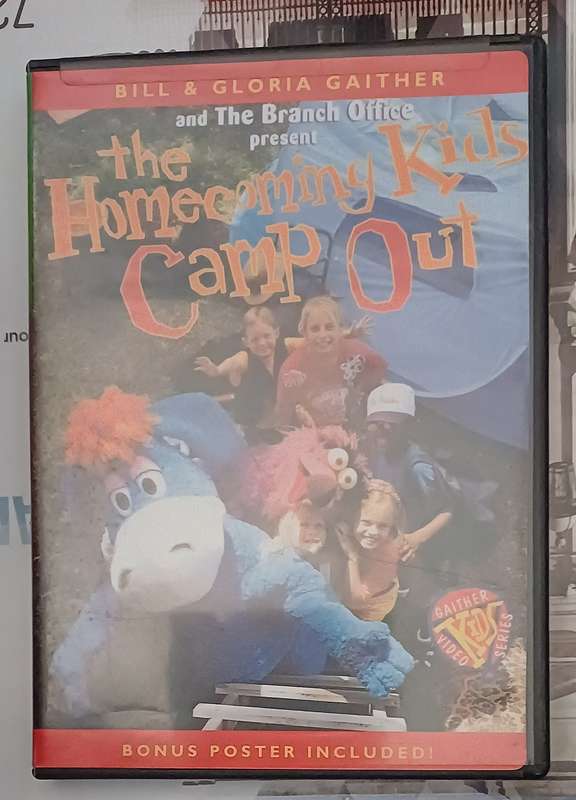 BILL & GLORIA GAITHER
and The Branch Office
present
the
Homecoming Kids
Camp Out
GAITHER
KIDS
VIDEO SERIES
BONUS POSTER INCLUDED!